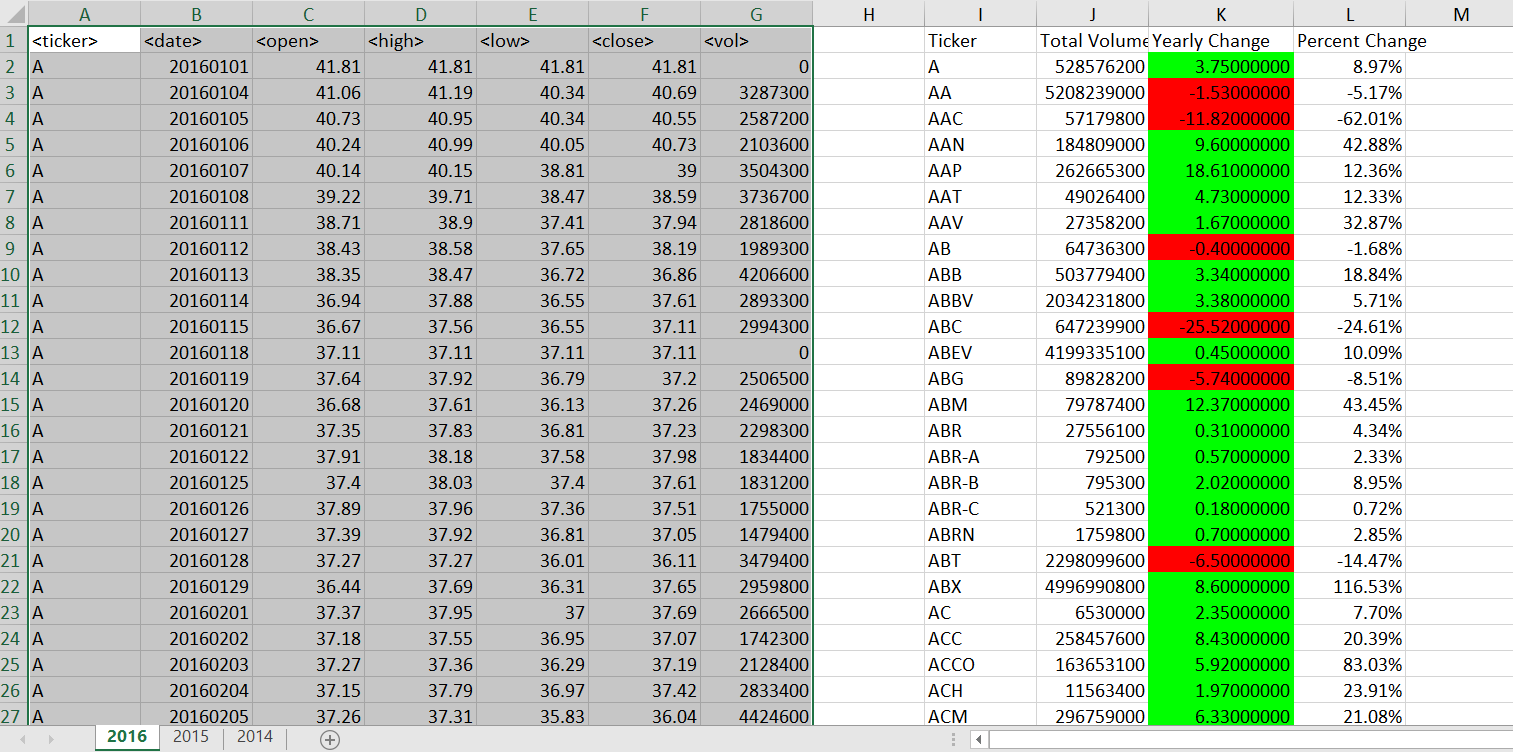 A B C D E F G H I J K L M
1 <ticker> <date> <open> <high> <low> <close> <vol> Ticker Total Volume Yearly Change Percent Change
2 A 20160101 41.81 41.81 41.81 41.81 0 A 528576200 3.75000000 8.97%
3 A 20160104 41.06 41.19 40.34 40.69 3287300 AA 5208239000 -1.53000000 -5.17%
4 A 20160105 40.73 40.95 40.34 40.55 2587200 AAC 57179800 -11.82000000 -62.01%
5 A 20160106 40.24 40.99 40.05 40.73 2103600 AAN 184809000 9.60000000 42.88%
6 A 20160107 40.14 40.15 38.81 39 3504300 AAP 262665300 18.61000000 12.36%
7 A 20160108 39.22 39.71 38.47 38.59 3736700 AAT 49026400 4.73000000 12.33%
8 A 20160111 38.71 38.9 37.41 37.94 2818600 AAV 27358200 1.67000000 32.87%
9 A 20160112 38.43 38.58 37.65 38.19 1989300 AB 64736300 -0.40000000 -1.68%
10 A 20160113 38.35 38.47 36.72 36.86 4206600 ABB 503779400 3.34000000 18.84%
11 A 20160114 36.94 37.88 36.55 37.61 2893300 ABBV 2034231800 3.38000000 5.71%
12 A 20160115 36.67 37.56 36.55 37.11 2994300 ABC 647239900 -25.52000000 -24.61%
13 A 20160118 37.11 37.11 37.11 37.11 0 ABEV 4199335100 0.45000000 10.09%
14 A 20160119 37.64 37.92 36.79 37.2 2506500 ABG 89828200 -5.74000000 -8.51%
15 A 20160120 36.68 37.61 36.13 37.26 2469000 ABM 79787400 12.37000000 43.45%
16 A 20160121 37.35 37.83 36.81 37.23 2298300 ABR 27556100 0.31000000 4.34%
17 A 20160122 37.91 38.18 37.58 37.98 1834400 ABR-A 792500 0.57000000 2.33%
18 A 20160125 37.4 38.03 37.4 37.61 1831200 ABR-B 795300 2.02000000 8.95%
19 A 20160126 37.89 37.96 37.36 37.51 1755000 ABR-C 521300 0.18000000 0.72%
20 A 20160127 37.39 37.92 36.81 37.05 1479400 ABRN 1759800 0.70000000 2.85%
21 A 20160128 37.27 37.27 36.01 36.11 3479400 ABT 2298099600 -6.50000000 -14.47%
22 A 20160129 36.44 37.69 36.31 37.65 2959800 ABX 4996990800 8.60000000 116.53%
23 A 20160201 37.37 37.95 37 37.69 2666500 AC 6530000 2.35000000 7.70%
24 A 20160202 37.18 37.55 36.95 37.07 1742300 ACC 258457600 8.43000000 20.39%
25 A 20160203 37.27 37.36 36.29 37.19 2128400 ACCO 163653100 5.92000000 83.03%
26 A 20160204 37.15 37.79 36.97 37.42 2833400 ACH 11563400 1.97000000 23.91%
27 A 20160205 37.26 37.31 35.83 36.04 4424600 ACM 296759000 6.33000000 21.08%
2016 2015 2014